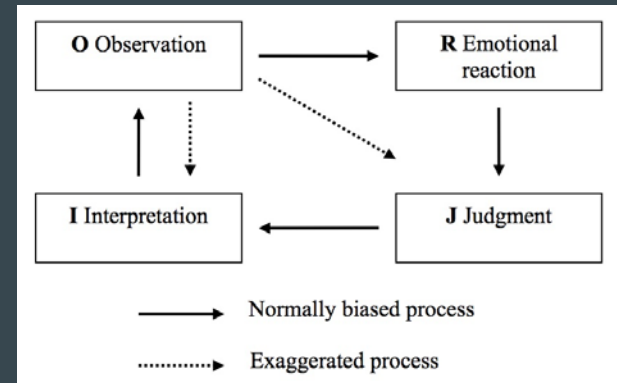 O Observation
R Emotional
reaction
I Interpretation
J Judgment
Normally biased process
Exaggerated process